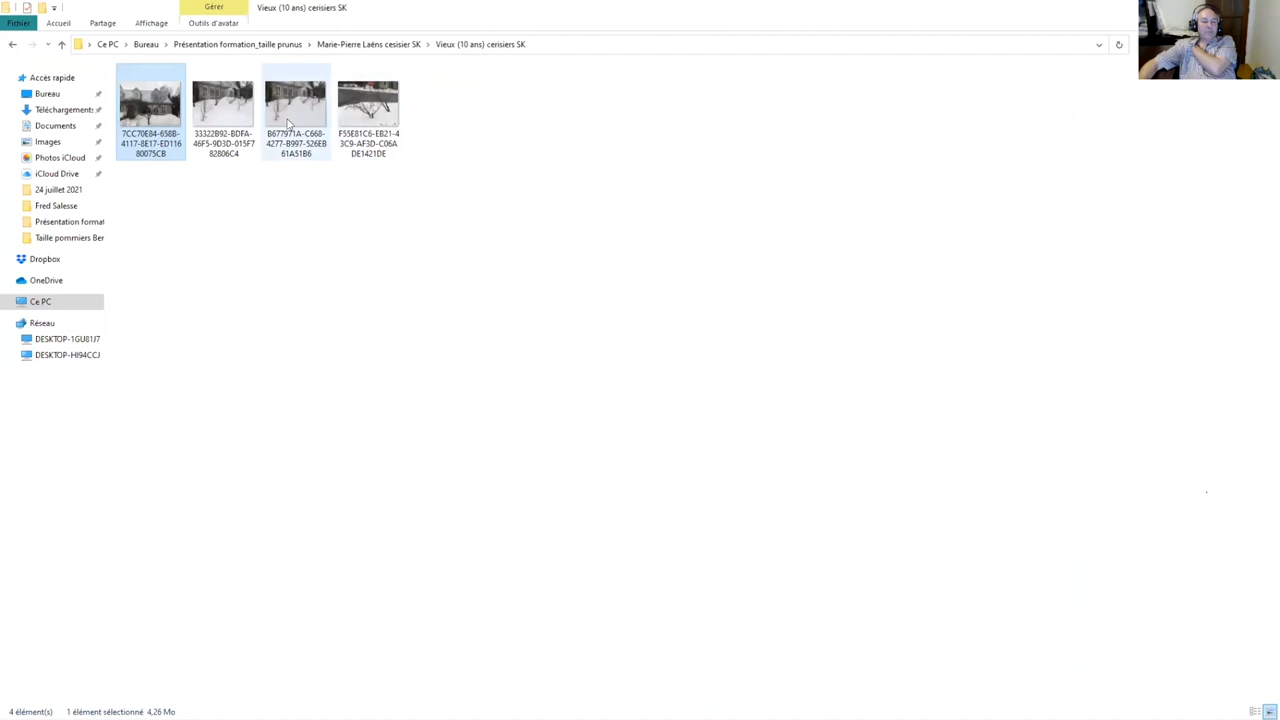 Gérer
Vieux (10 ans) cerisiers SK
Fichier
Accueil
Partage
Affichage
Outils d'avatar
Ce PC
Bureau
Présentation formation_taille prunus
Marie-Pierre Laëns cesisier SK
Vieux (10 ans) cerisiers SK
Accès rapide
Bureau
Téléchargements
Documents
Images
Photos iCloud
iCloud Drive
24 juillet 2021
Fred Salesse
Présentation format
Taille pommiers Ber
Dropbox
OneDrive
Ce PC
Réseau
DESKTOP-1GU81J7
DESKTOP-HI94CCJ
7CC70E84-658B-
4117-8E17-ED116
80075CB
33322B92-BDFA-
46F5-9D3D-015F7
82806C4
B677971A-C668-
4277-B997-526EB
61A51B6
F55E81C6-EB21-4
3C9-AF3D-C06A
DE1421DE
4 élément(s)
1 élément sélectionné 4,26 Mo